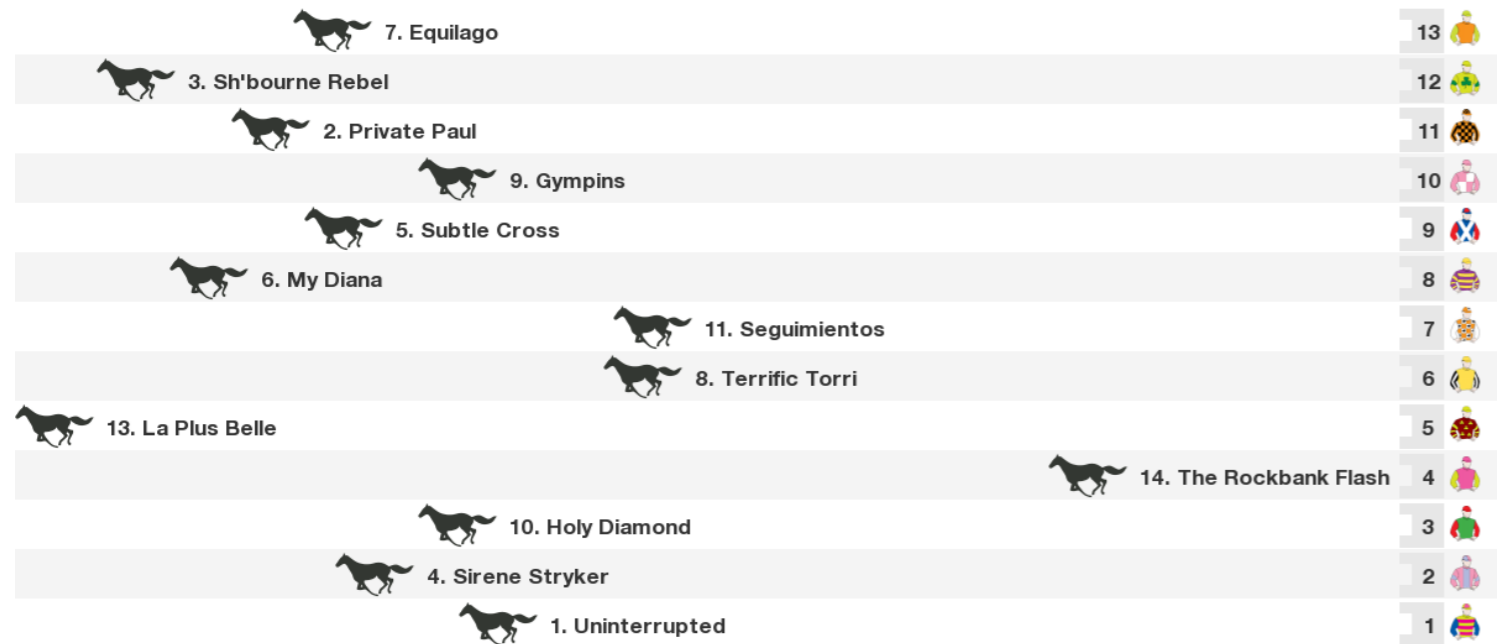 7. Equilago 13
3. Sh'bourne Rebel 12
2. Private Paul 11
9. Gympins 10
5. Subtle Cross 9
6. My Diana 8
11. Seguimientos 7
8. Terrific Torri 6
13. La Plus Belle 5
14. The Rockbank Flash 4
10. Holy Diamond 3
4. Sirene Stryker 2
1. Uninterrupted 1